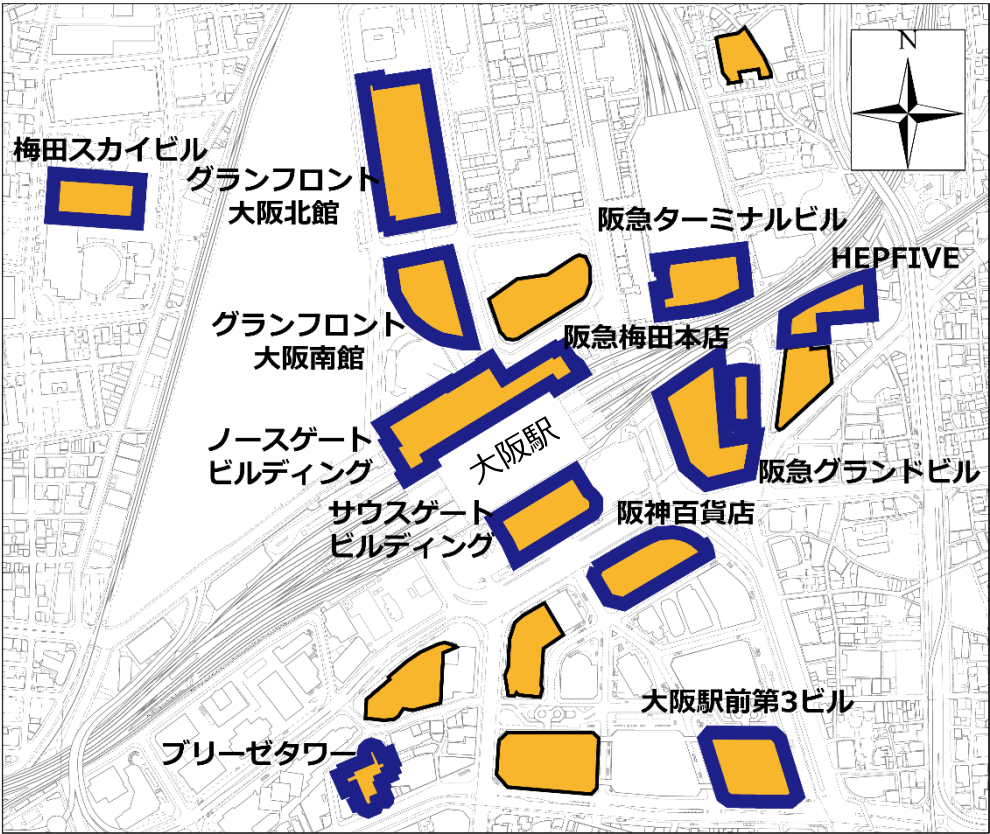 N
梅田スカイビル
グランフロント
大阪北館
阪急ターミナルビル
HEPFIVE
グランフロント
大阪南館
阪急梅田本店
ノースゲート
ビルディング
大阪駅
阪急グランドビル
サウスゲート
ビルディング
阪神百貨店
大阪駅前第3ビル
ブリーゼタワー